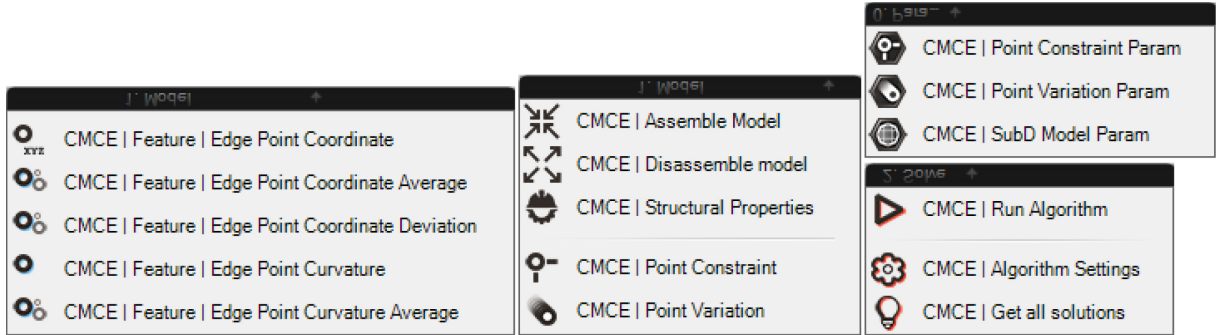 1. Model
CMCE | Feature | Edge Point Coordinate
XYZ
CMCE | Feature | Edge Point Coordinate Average
CMCE | Feature | Edge Point Coordinate Deviation
CMCE | Feature | Edge Point Curvature
CMCE | Feature | Edge Point Curvature Average
1. Model
CMCE | Assemble Model
CMCE | Disassemble model
CMCE | Structural Properties
CMCE | Point Constraint
CMCE | Point Variation
0. Para...
CMCE | Point Constraint Param
CMCE | Point Variation Param
CMCE | SubD Model Param
2. Solve
CMCE | Run Algorithm
CMCE | Algorithm Settings
CMCE | Get all solutions